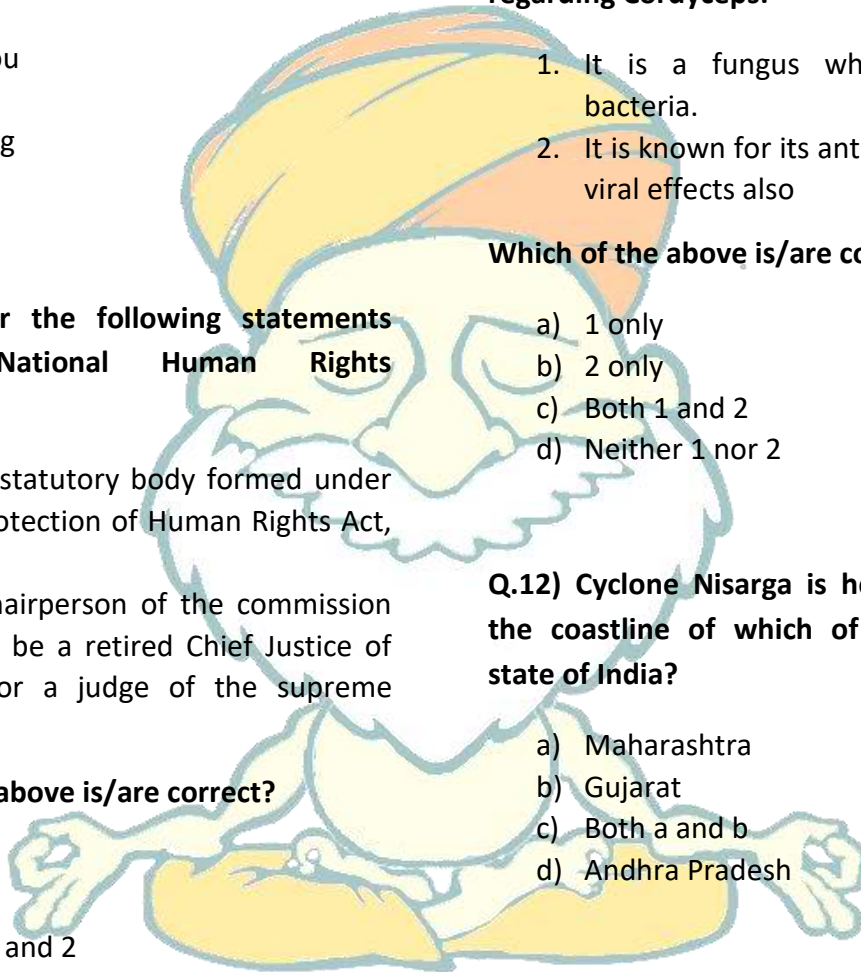 r the following statements
National Human Rights
statutory body formed under
otection of Human Rights Act,
hairperson of the commission
be a retired Chief Justice of
or a judge of the supreme
above is/are correct?
and 2
regarding Cordyceps:
1. It is a fungus wh
bacteria.
2. It is known for its ant
viral effects also
Which of the above is/are co
a) 1 only
b) 2 only
c) Both 1 and 2
d) Neither 1 nor 2
Q.12) Cyclone Nisarga is he
the coastline of which of
state of India?
a) Maharashtra
b) Gujarat
c) Both a and b
d) Andhra Pradesh